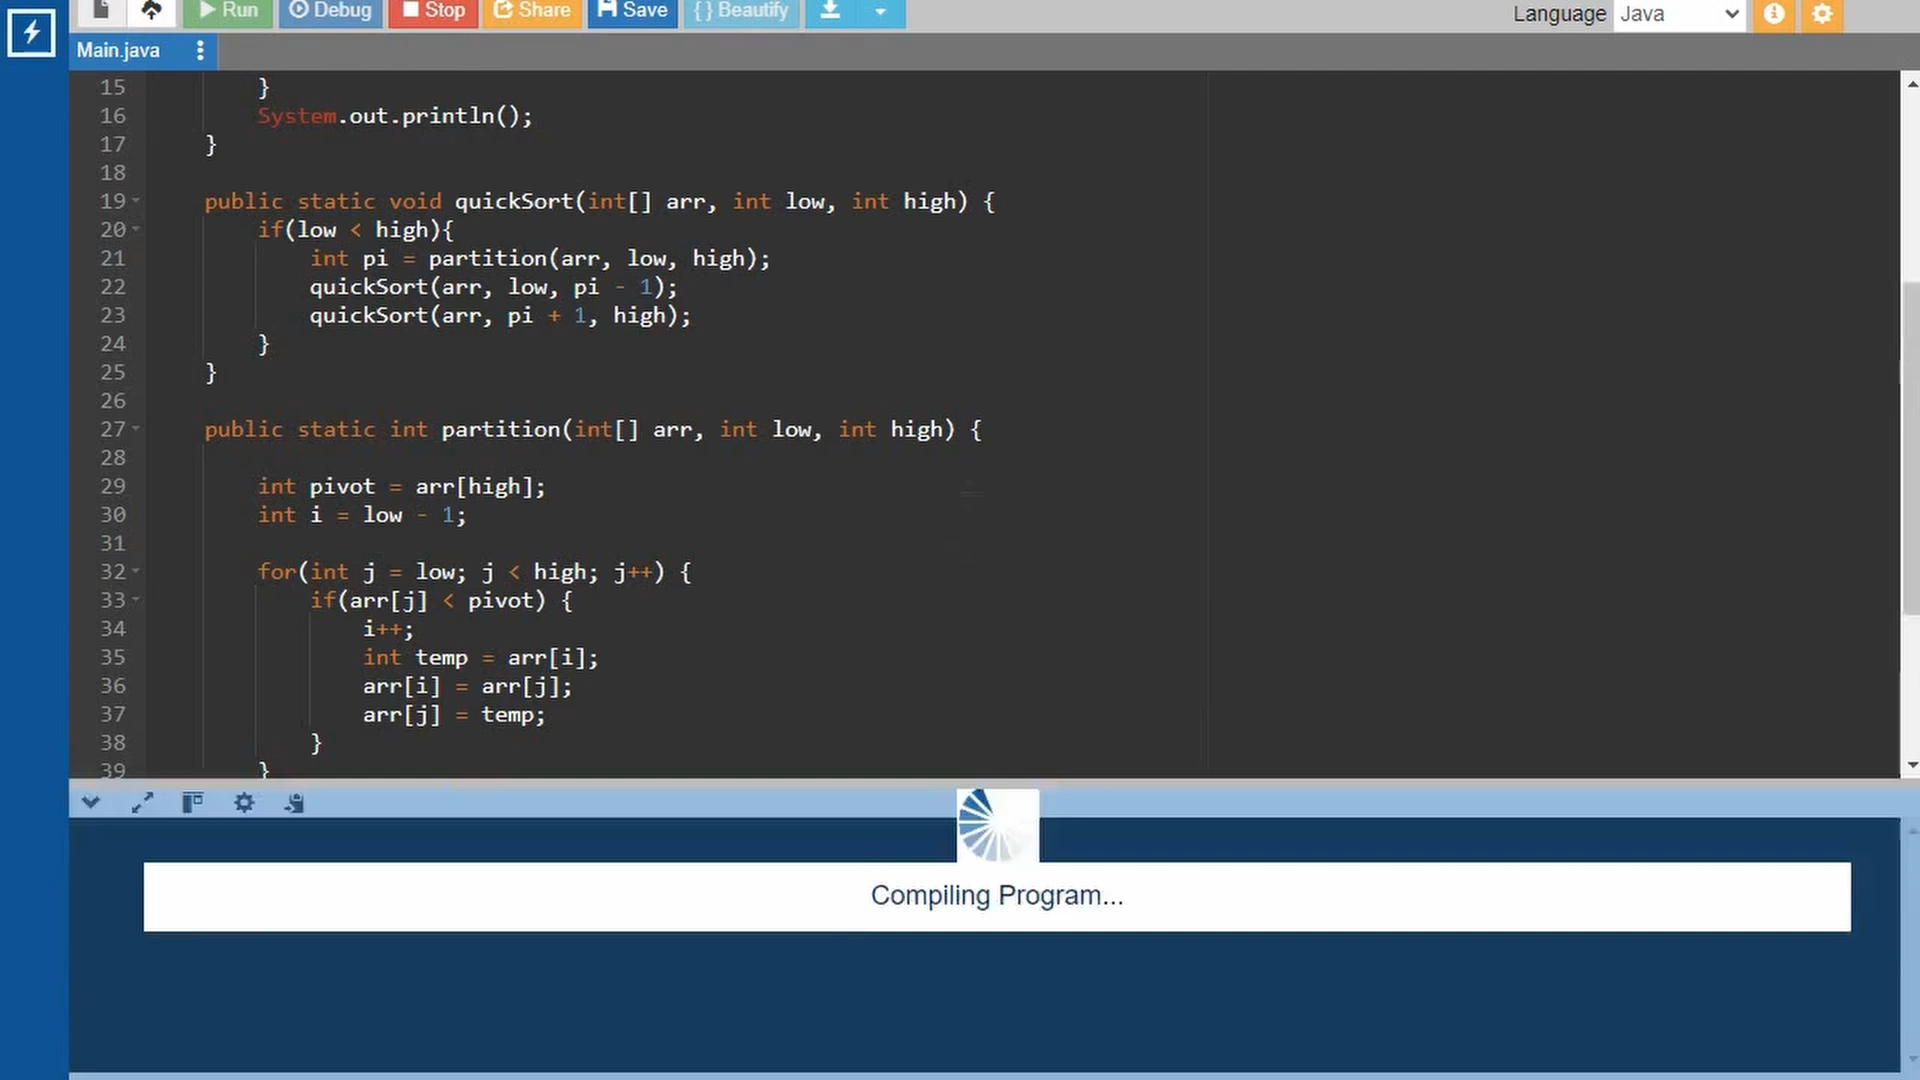 Run Debug Stop Share Save {} Beautify Language Java
Main.java
15 }
16 System.out.println();
17 }
18
19 public static void quickSort(int[] arr, int low, int high) {
20 if(low < high){
21 int pi = partition(arr, low, high);
22 quickSort(arr, low, pi - 1);
23 quickSort(arr, pi + 1, high);
24 }
25 }
26
27 public static int partition(int[] arr, int low, int high) {
28
29 int pivot = arr[high];
30 int i = low - 1;
31
32 for(int j = low; j < high; j++) {
33 if(arr[j] < pivot) {
34 i++;
35 int temp = arr[i];
36 arr[i] = arr[j];
37 arr[j] = temp;
38 }
39 }
Compiling Program...